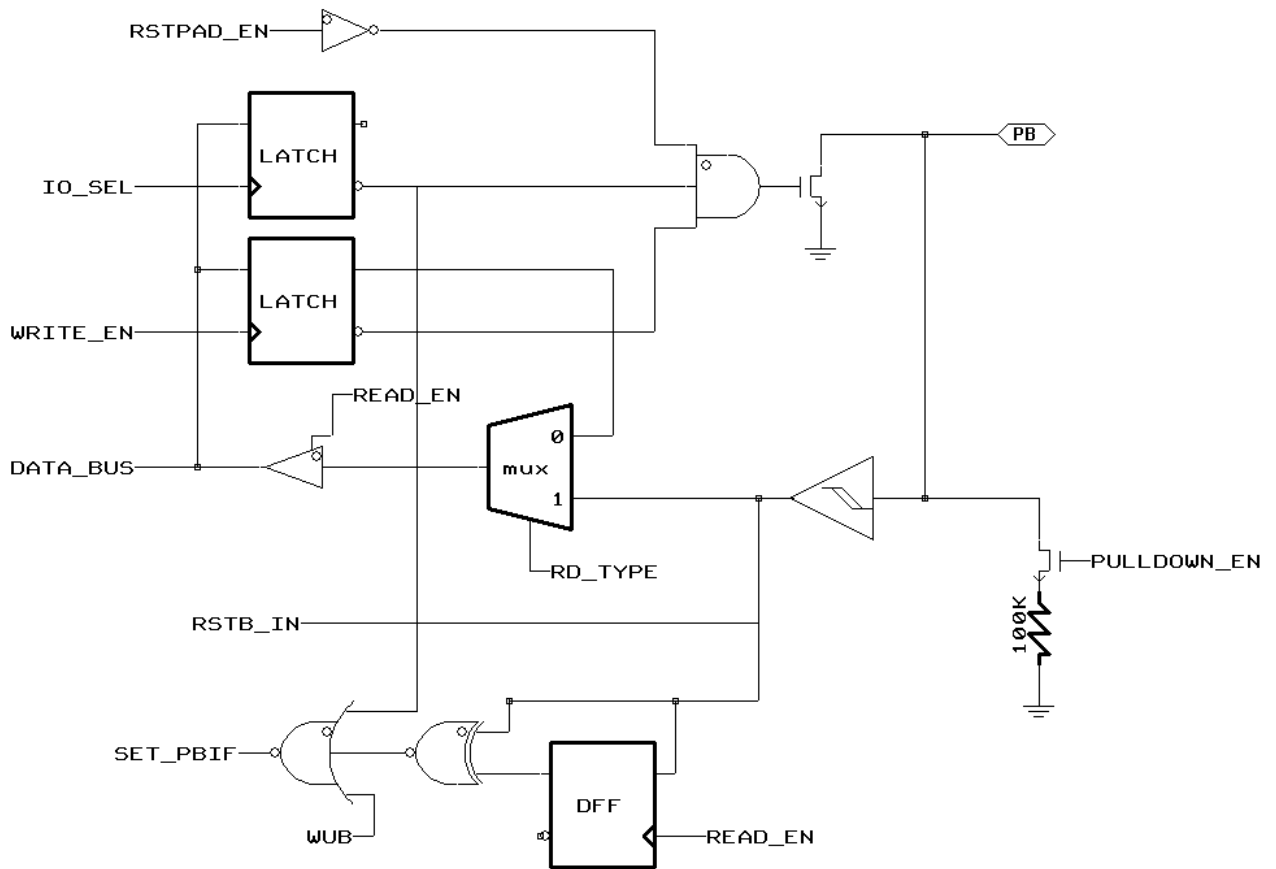 RSTPAD_EN
LATCH
PB
IO_SEL
LATCH
WRITE_EN
READ_EN
0
DATA_BUS
mux
1
RD_TYPE
PULLDOWN_EN
100K
RSTB_IN
SET_PBIF
DFF
WUB
READ_EN